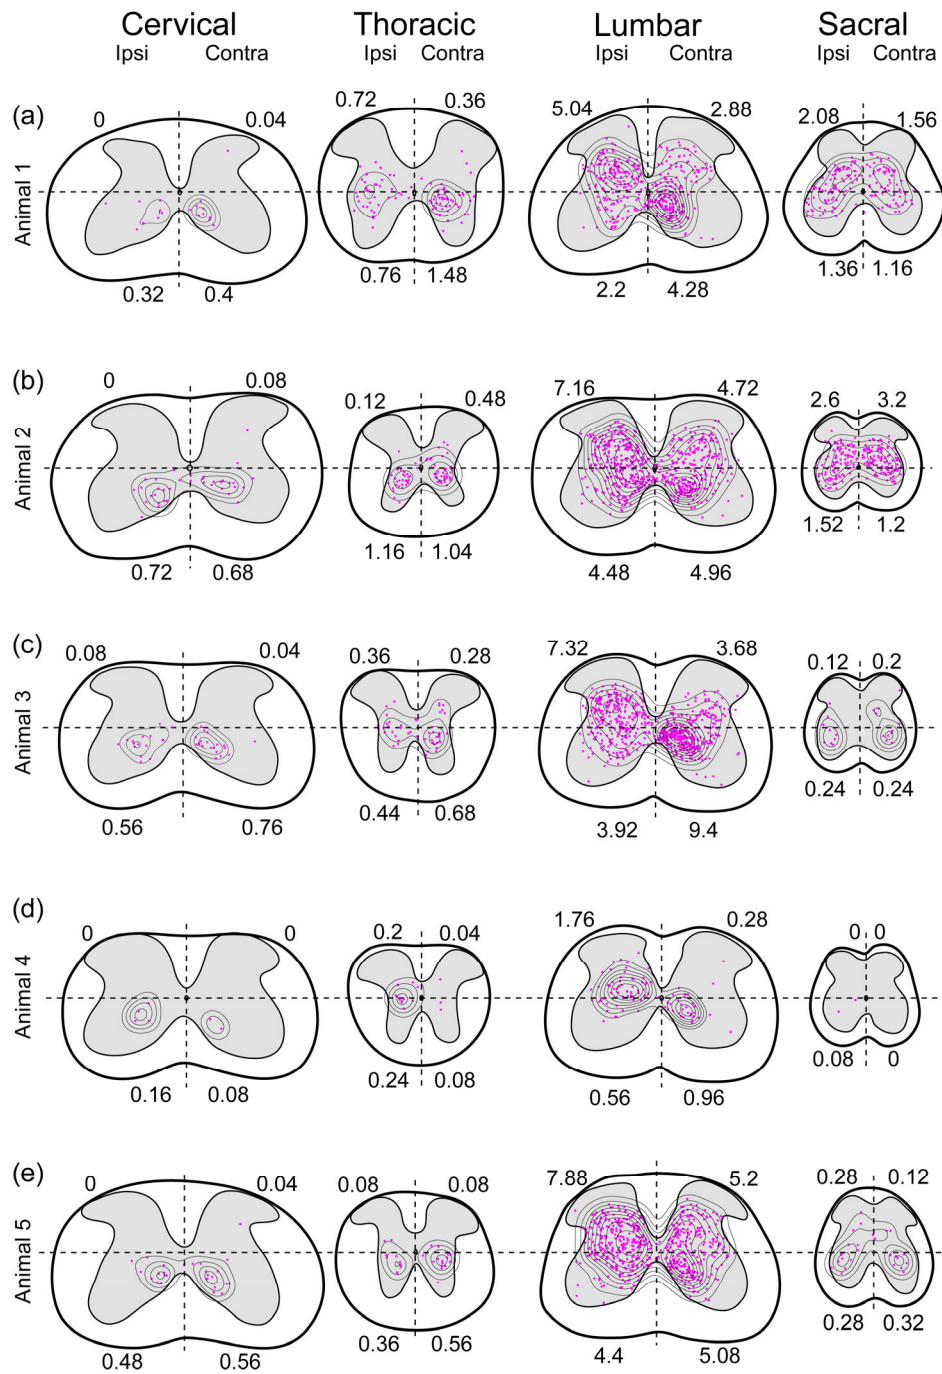 Cervical Thoracic Lumbar Sacral
Ipsi Contra Ipsi Contra Ipsi Contra Ipsi Contra
(a)
Animal 1
0 0.04 0.72 0.36 5.04 2.88 2.08 1.56
0.32 0.4 0.76 1.48 2.2 4.28 1.36 1.16
(b)
Animal 2
0 0.08 0.12 0.48 7.16 4.72 2.6 3.2
0.72 0.68 1.16 1.04 4.48 4.96 1.52 1.2
(c)
Animal 3
0.08 0.04 0.36 0.28 7.32 3.68 0.12 0.2
0.56 0.76 0.44 0.68 3.92 9.4 0.24 0.24
(d)
Animal 4
0 0 0.2 0.04 1.76 0.28 0 0
0.16 0.08 0.24 0.08 0.56 0.96 0.08 0
(e)
Animal 5
0 0.04 0.08 0.08 7.88 5.2 0.28 0.12
0.48 0.56 0.36 0.56 4.4 5.08 0.28 0.32